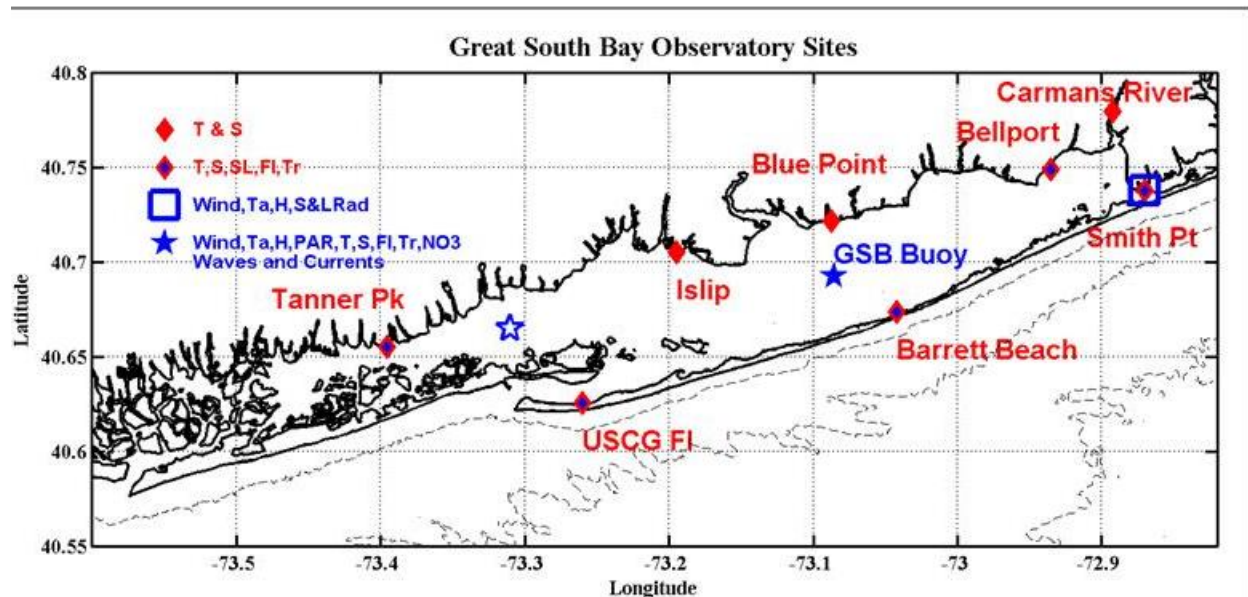 Great South Bay Observatory Sites
40.8
40.75
40.7
40.65
40.6
40.55
Latitude
T & S
T,S,SL,Fl,Tr
Wind,Ta,H,S&LRad
Wind,Ta,H,PAR,T,S,Fl,Tr,NO3
Waves and Currents
Carmans River
Bellport
Blue Point
Smith Pt
GSB Buoy
Islip
Tanner Pk
Barrett Beach
USCG FI
-73.5
-73.4
-73.3
-73.2
-73.1
-73
-72.9
Longitude